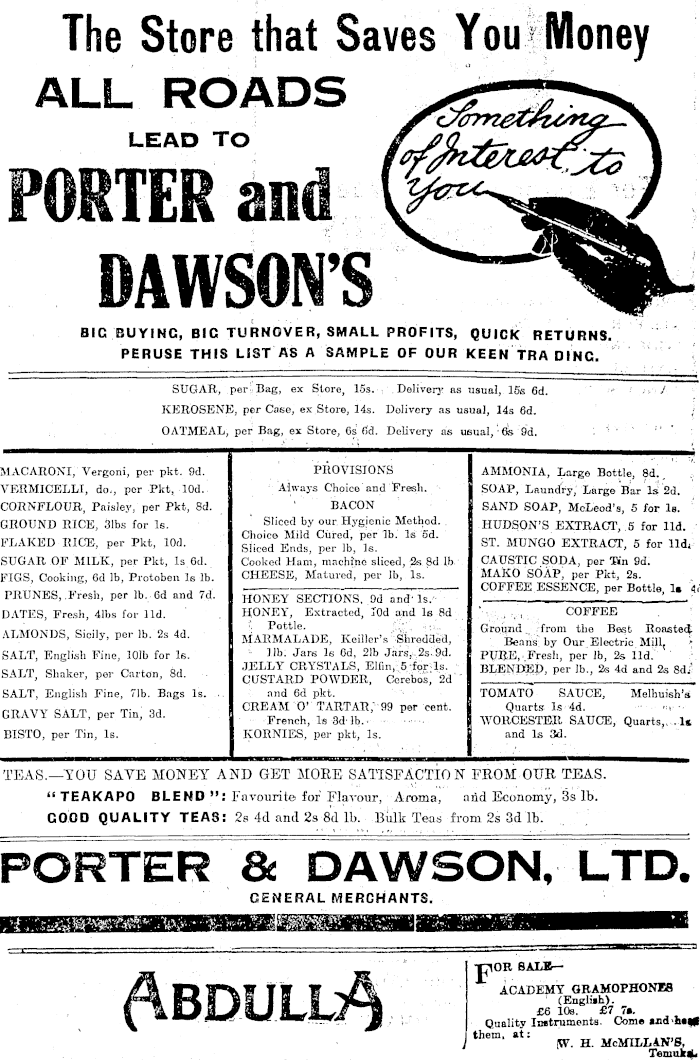 The Store that Saves You Money
ALL ROADS
LEAD TO
PORTER and
DAWSON'S
Something
of Interest to
You
BIG BUYING, BIG TURNOVER, SMALL PROFITS, QUICK RETURNS.
PERUSE THIS LIST AS A SAMPLE OF OUR KEEN TRADING.
SUGAR, per Bag, ex Store, 15s. Delivery as usual, 15s 6d.
KEROSENE, per Case, ex Store, 14s. Delivery as usual, 14s 6d.
OATMEAL, per Bag, ex Store, 6s 6d. Delivery as usual, 6s 9d.
MACARONI, Vergoni, per pkt. 9d.
VERMICELLI, do., per Pkt, 10d.
CORNFLOUR, Paisley, per Pkt, 8d.
GROUND RICE, 3lbs for 1s.
FLAKED RICE, per Pkt, 10d.
SUGAR OF MILK, per Pkt, 1s 6d.
FIGS, Cooking, 6d lb, Protoben 1s lb.
PRUNES, Fresh, per lb. 6d and 7d.
DATES, Fresh, 4lbs for 11d.
ALMONDS, Sicily, per lb. 2s 4d.
SALT, English Fine, 10lb for 1s.
SALT, Shaker, per Carton, 8d.
SALT, English Fine, 7lb. Bags 1s.
GRAVY SALT, per Tin, 3d.
BISTO, per Tin, 1s.
PROVISIONS
Always Choice and Fresh.
BACON
Sliced by our Hygienic Method.
Choice Mild Cured, per lb. 1s 5d.
Sliced Ends, per lb, 1s.
Cooked Ham, machine sliced, 2s 8d lb
CHEESE, Matured, per lb, 1s.
HONEY SECTIONS, 9d and 1s.
HONEY, Extracted, 10d and 1s 8d
Pottle.
MARMALADE, Keiller's Shredded,
1lb. Jars 1s 6d, 2lb Jars, 2s 9d.
JELLY CRYSTALS, Elfin, 5 for 1s.
CUSTARD POWDER, Cerebos, 2d
and 6d pkt.
CREAM O' TARTAR, 99 per cent.
French, 1s 3d lb.
KORNIES, per pkt, 1s.
AMMONIA, Large Bottle, 8d.
SOAP, Laundry, Large Bar 1s 2d.
SAND SOAP, McLeod's, 5 for 1s.
HUDSON'S EXTRACT, 5 for 11d.
ST. MUNGO EXTRACT, 5 for 11d.
CAUSTIC SODA, per Tin 9d.
MAKO SOAP, per Pkt, 2s.
COFFEE ESSENCE, per Bottle, 1s 4d
COFFEE
Ground from the Best Roasted
Beans by Our Electric Mill,
PURE, Fresh, per lb, 2s 11d.
BLENDED, per lb., 2s 4d and 2s 8d.
TOMATO SAUCE, Melhuish's
Quarts 1s 4d.
WORCESTER SAUCE, Quarts, 1s
and 1s 3d.
TEAS.—YOU SAVE MONEY AND GET MORE SATISFACTION FROM OUR TEAS.
"TEAKAPO BLEND": Favourite for Flavour, Aroma, and Economy, 3s lb.
GOOD QUALITY TEAS: 2s 4d and 2s 8d lb. Bulk Teas from 2s 3d lb.
PORTER & DAWSON, LTD.
GENERAL MERCHANTS.
ABDULLA
FOR SALE—
ACADEMY GRAMOPHONES
(English).
£6 10s. £7 7s.
Quality Instruments. Come and hear
them, at:
W. H. McMILLAN'S,
Temuka.